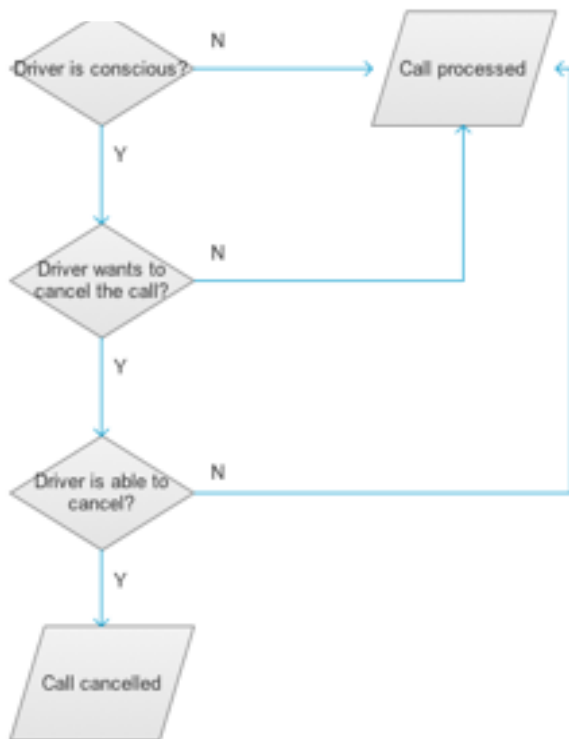 N
Driver is conscious?
Call processed
Y
N
Driver wants to
cancel the call?
Y
N
Driver is able to
cancel?
Y
Call cancelled